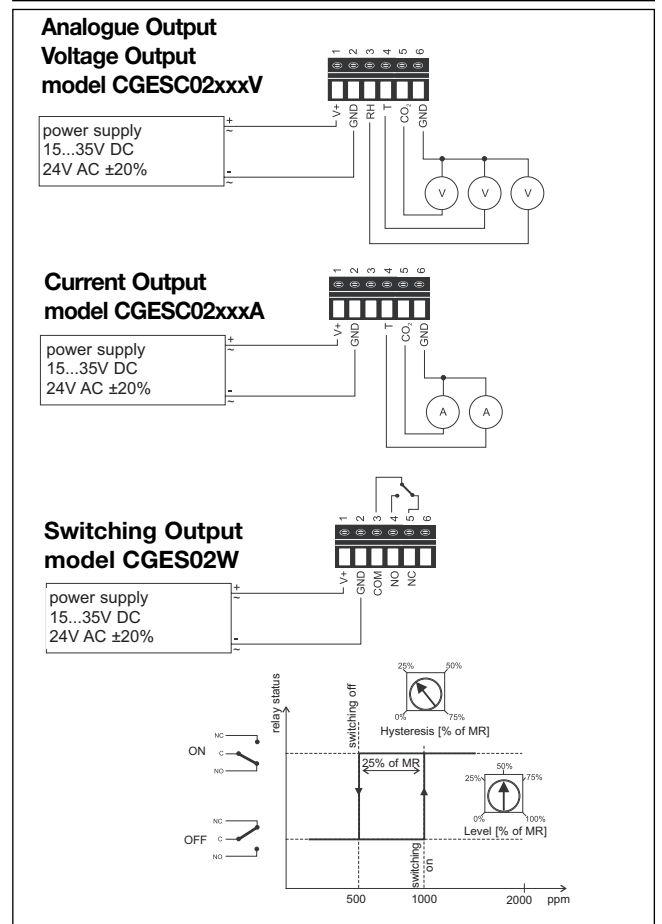 Analogue Output
Voltage Output
model CGESC02xxxV
1 2 3 4 5 6
V+ GND RH T CO₂ GND
power supply
15...35V DC
24V AC ±20%
+
~
-
~
V V V
Current Output
model CGESC02xxxA
1 2 3 4 5 6
V+ GND T CO₂ GND
power supply
15...35V DC
24V AC ±20%
+
~
-
~
A A
Switching Output
model CGES02W
1 2 3 4 5 6
V+ GND COM NO NC
power supply
15...35V DC
24V AC ±20%
+
~
-
~
relay status
switching off
25% 50%
0% 75%
Hysteresis [% of MR]
NC
ON C
NO
25% of MR
50%
25% 75%
0% 100%
Level [% of MR]
NC
OFF C
NO
switching
on
500 1000 2000 ppm